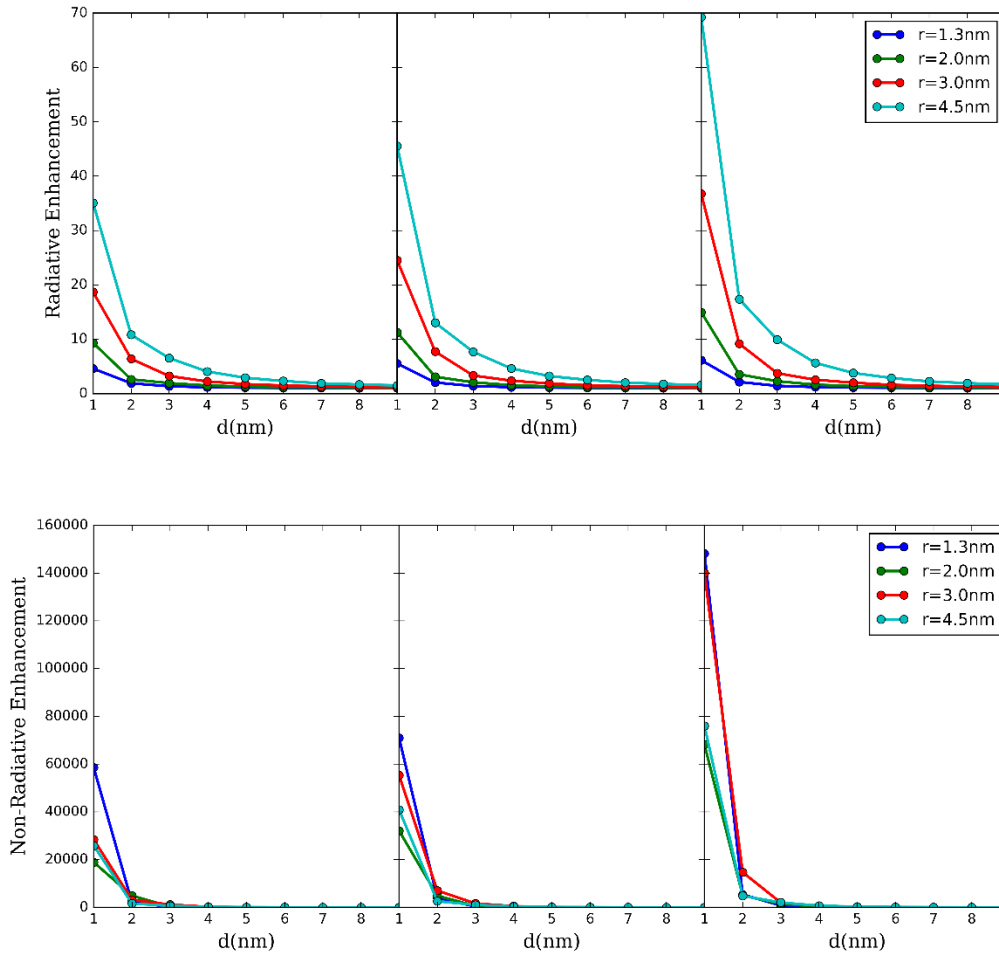 70
60
50
40
30
20
10
0
Radiative Enhancement
r=1.3nm
r=2.0nm
r=3.0nm
r=4.5nm
1 2 3 4 5 6 7 8 1 2 3 4 5 6 7 8 1 2 3 4 5 6 7 8
d(nm) d(nm) d(nm)
160000
140000
120000
100000
80000
60000
40000
20000
0
Non-Radiative Enhancement
r=1.3nm
r=2.0nm
r=3.0nm
r=4.5nm
1 2 3 4 5 6 7 8 1 2 3 4 5 6 7 8 1 2 3 4 5 6 7 8
d(nm) d(nm) d(nm)